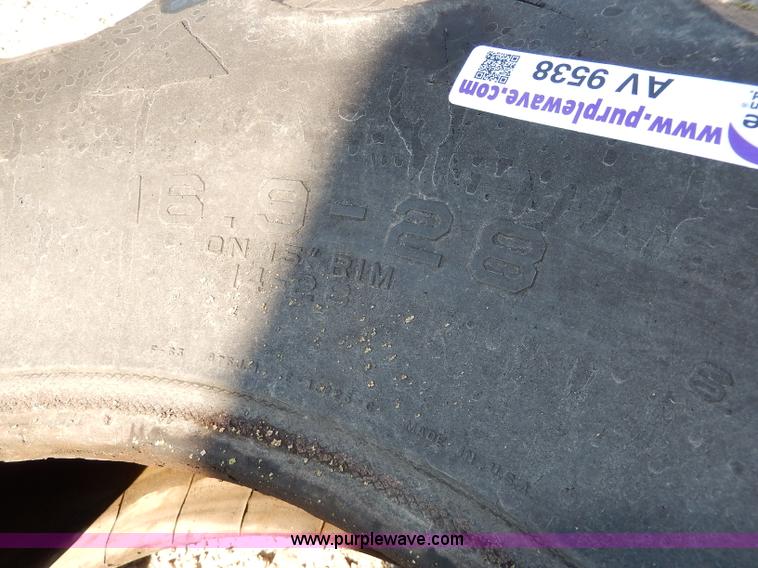 www.purplewave.com
AV 9538
16.9-28
ON 15" RIM
14-28
MADE IN U.S.A.
www.purplewave.com